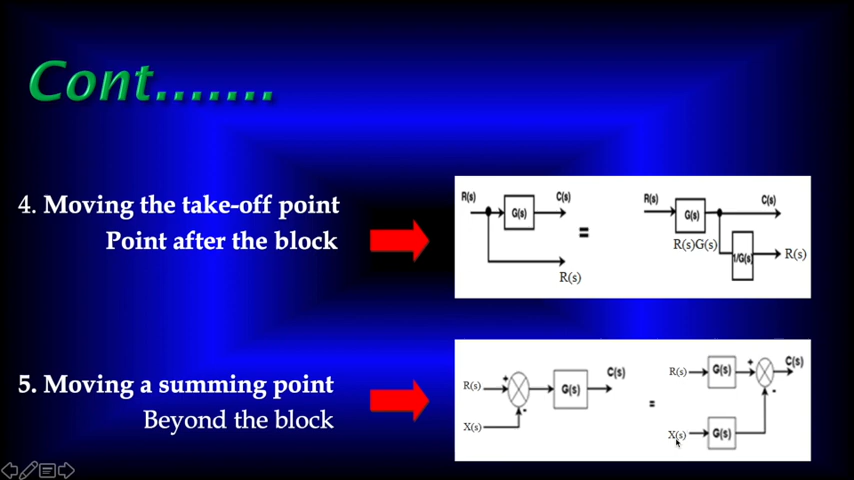 Cont.......
4. Moving the take-off point
Point after the block
R(s)
G(s)
C(s)
R(s)
=
R(s)
G(s)
C(s)
R(s)G(s)
1/G(s)
R(s)
5. Moving a summing point
Beyond the block
R(s)
+
-
X(s)
G(s)
C(s)
=
R(s)
G(s)
+
-
C(s)
X(s)
G(s)